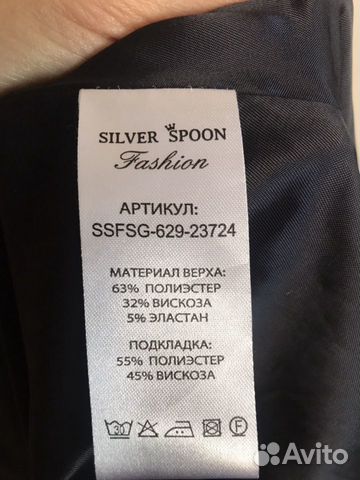 SILVER SPOON
Fashion
АРТИКУЛ:
SSFSG-629-23724
МАТЕРИАЛ ВЕРХА:
63% ПОЛИЭСТЕР
32% ВИСКОЗА
5% ЭЛАСТАН
ПОДКЛАДКА:
55% ПОЛИЭСТЕР
45% ВИСКОЗА
30 F
Avito